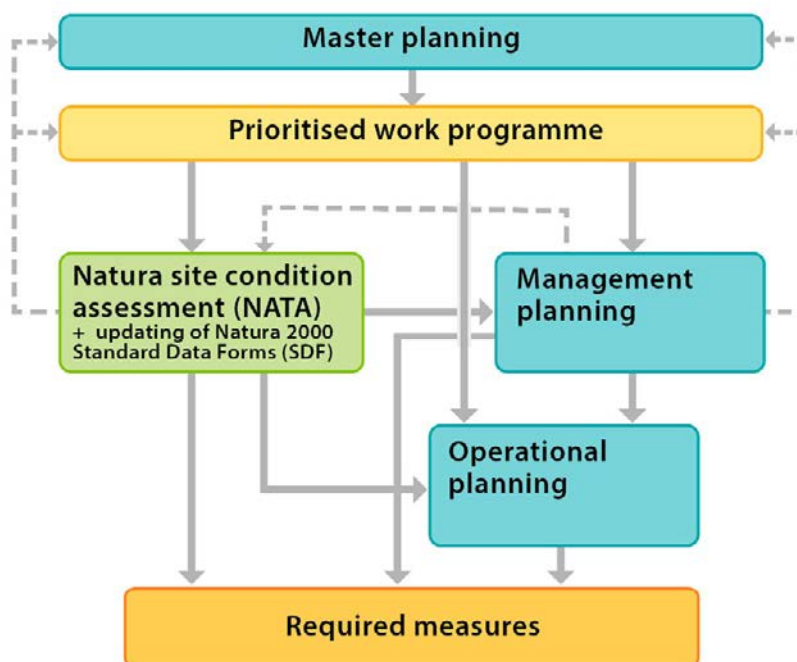 Master planning
Prioritised work programme
Natura site condition
assessment (NATA)
+ updating of Natura 2000
Standard Data Forms (SDF)
Management
planning
Operational
planning
Required measures